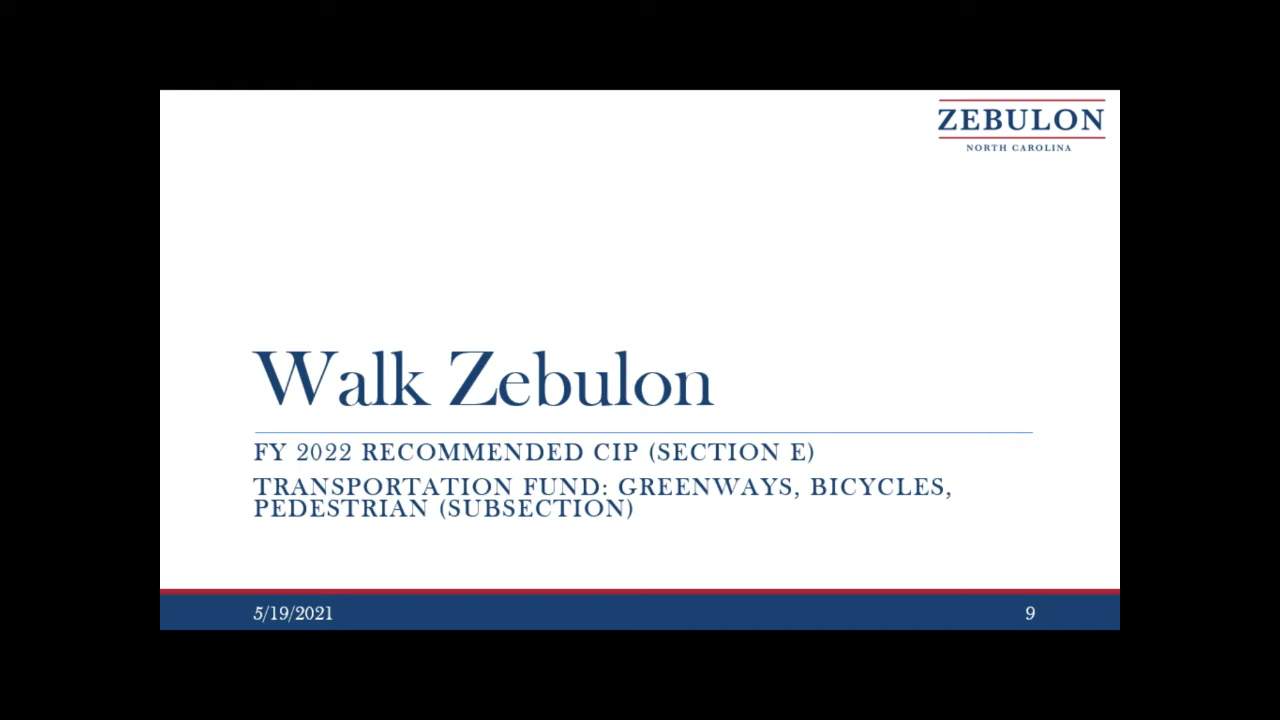 ZEBULON
NORTH CAROLINA
Walk Zebulon
FY 2022 RECOMMENDED CIP (SECTION E)
TRANSPORTATION FUND: GREENWAYS, BICYCLES,
PEDESTRIAN (SUBSECTION)
5/19/2021
9